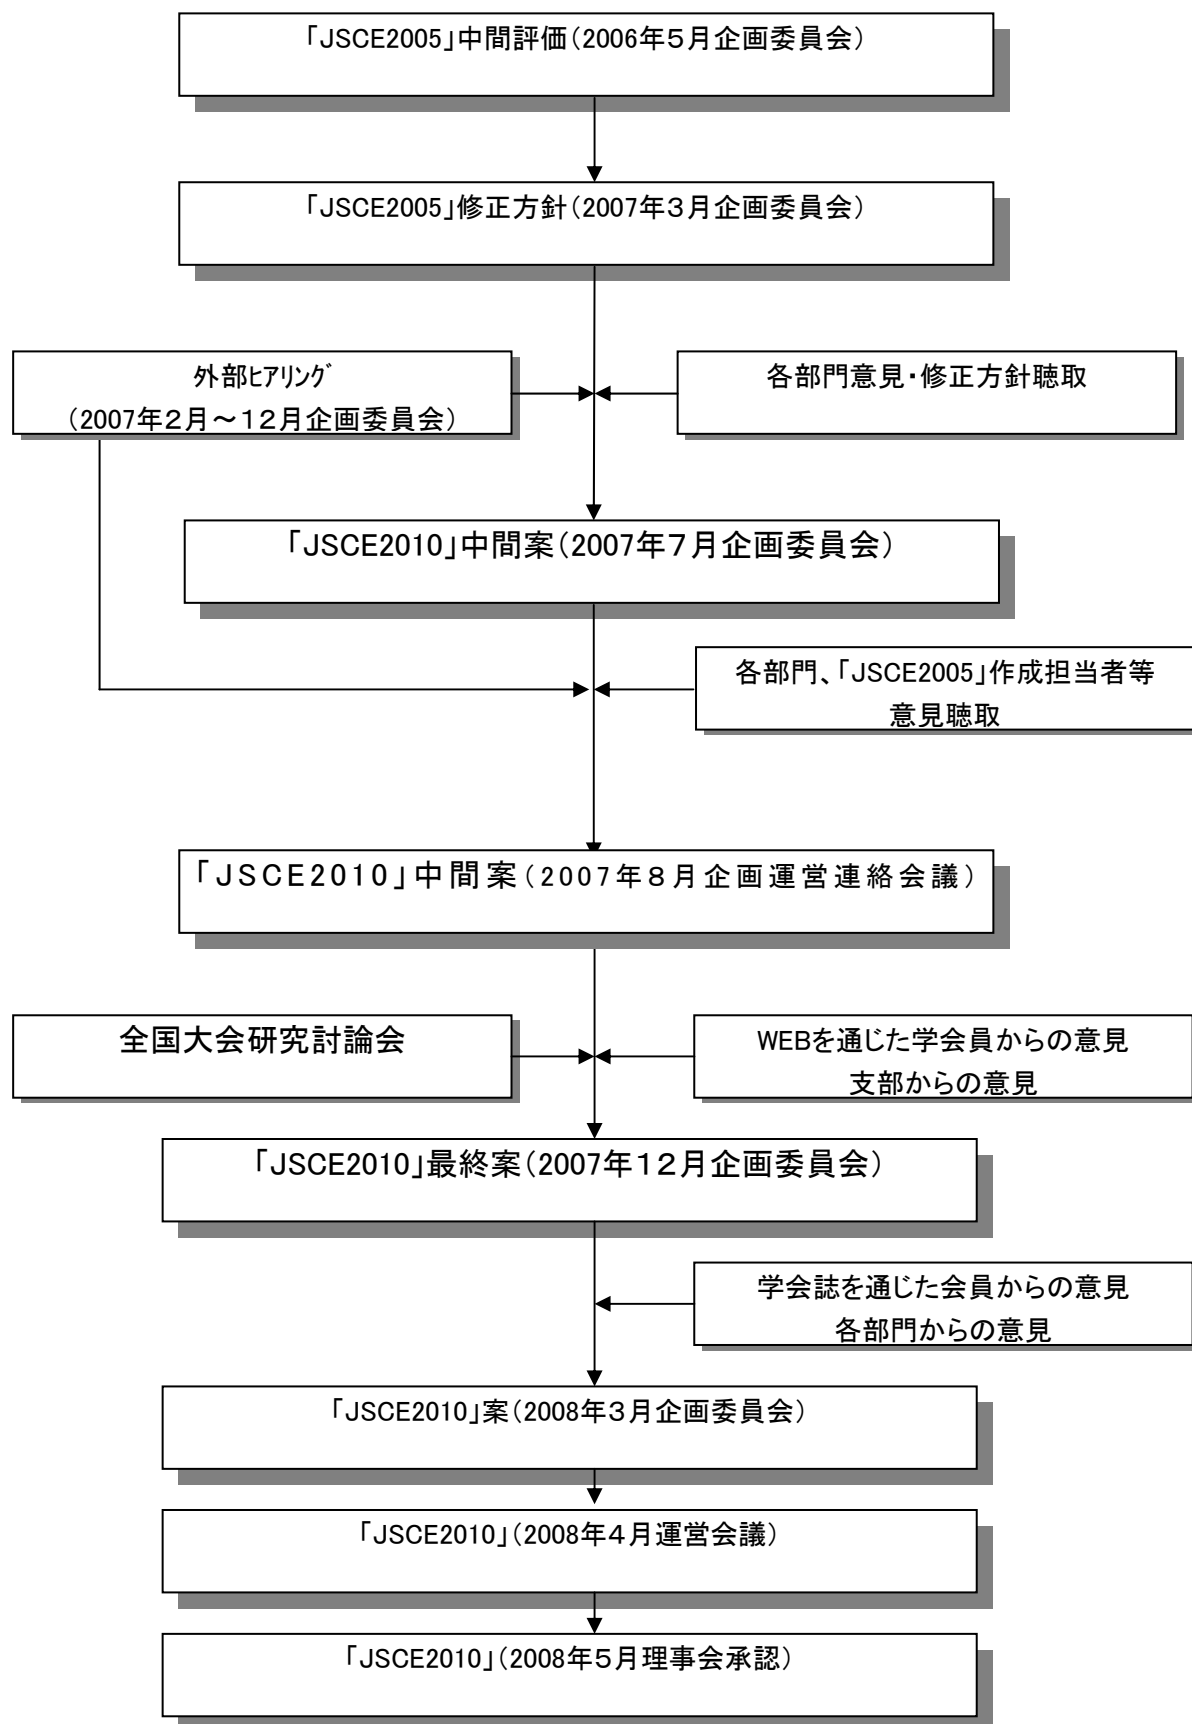 「JSCE2005」中間評価(2006年5月企画委員会)
「JSCE2005」修正方針(2007年3月企画委員会)
外部ﾋｱﾘﾝｸﾞ
(2007年2月～12月企画委員会)
各部門意見・修正方針聴取
「JSCE2010」中間案(2007年7月企画委員会)
各部門、「JSCE2005」作成担当者等
意見聴取
「JSCE2010」中間案(2007年8月企画運営連絡会議)
全国大会研究討論会
WEBを通じた学会員からの意見
支部からの意見
「JSCE2010」最終案(2007年12月企画委員会)
学会誌を通じた会員からの意見
各部門からの意見
「JSCE2010」案(2008年3月企画委員会)
「JSCE2010」(2008年4月運営会議)
「JSCE2010」(2008年5月理事会承認)